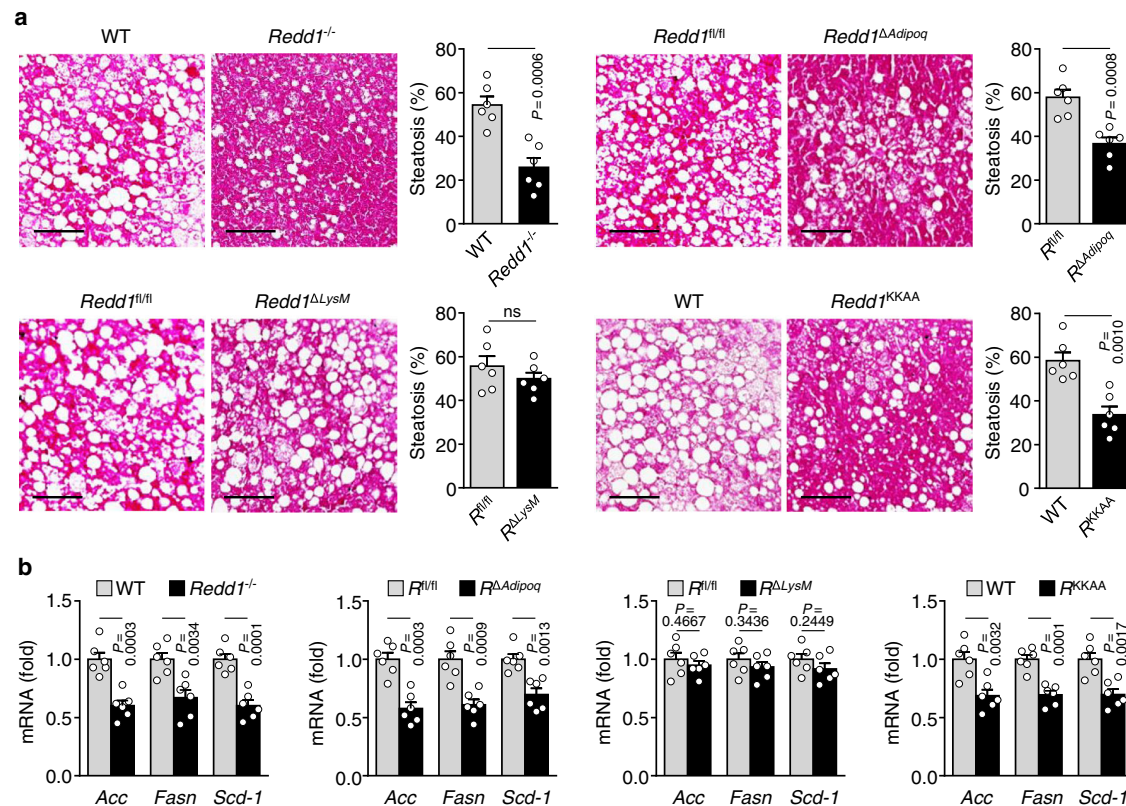 a
WT
Redd1-/-
80
60
40
20
0
Steatosis (%)
P = 0.0006
WT
Redd1-/-
Redd1fl/fl
Redd1ΔAdipoq
80
60
40
20
0
Steatosis (%)
P = 0.0008
Rfl/fl
RΔAdipoq
Redd1fl/fl
Redd1ΔLysM
80
60
40
20
0
Steatosis (%)
ns
Rfl/fl
RΔLysM
WT
Redd1KKAA
80
60
40
20
0
Steatosis (%)
P =
0.0010
WT
RKKAA
b
WT Redd1-/-
1.5
1.0
0.5
0.0
mRNA (fold)
P =
0.0003
P =
0.0034
P =
0.0001
Acc Fasn Scd-1
Rfl/fl RΔAdipoq
1.5
1.0
0.5
0.0
mRNA (fold)
P =
0.0003
P =
0.0009
P =
0.0013
Acc Fasn Scd-1
Rfl/fl RΔLysM
1.5
1.0
0.5
0.0
mRNA (fold)
P =
0.4667
P =
0.3436
P =
0.2449
Acc Fasn Scd-1
WT RKKAA
1.5
1.0
0.5
0.0
mRNA (fold)
P =
0.0032
P =
0.0001
P =
0.0017
Acc Fasn Scd-1